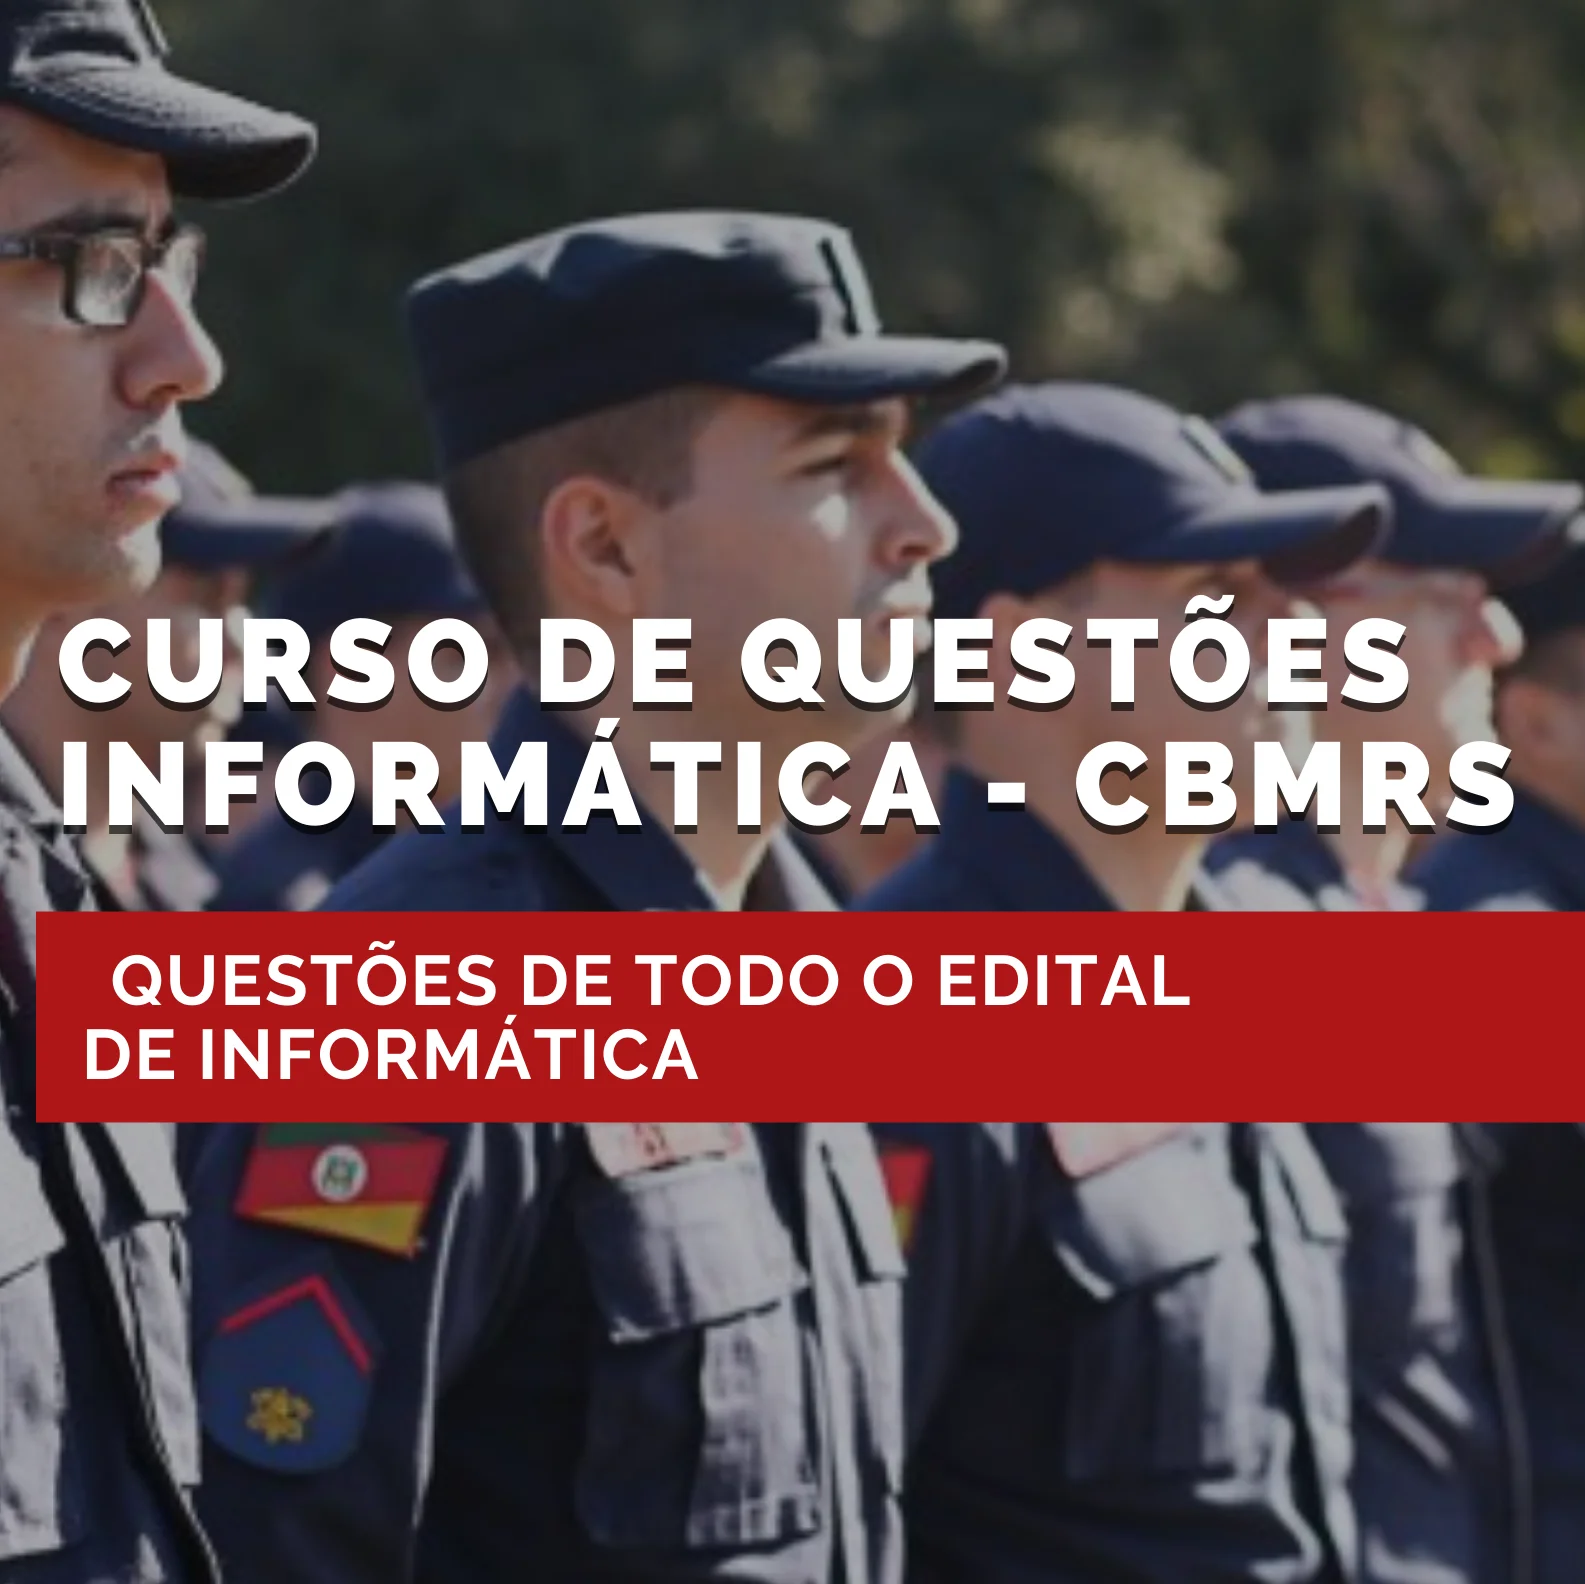 CURSO DE QUESTÕES
INFORMÁTICA - CBMRS
QUESTÕES DE TODO O EDITAL
DE INFORMÁTICA